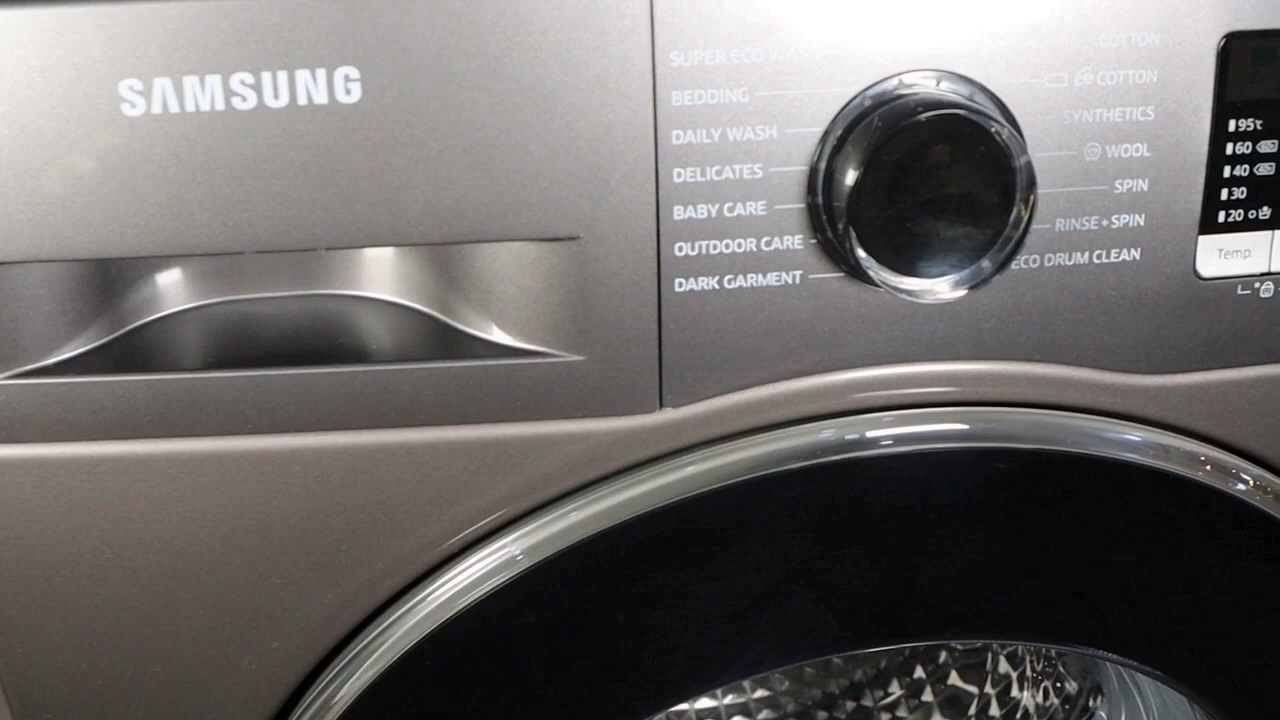 SAMSUNG
SUPER ECO WASH
BEDDING
DAILY WASH
DELICATES
BABY CARE
OUTDOOR CARE
DARK GARMENT
COTTON
COTTON
SYNTHETICS
WOOL
SPIN
RINSE+SPIN
ECO DRUM CLEAN
95℃
60
40
30
20
Temp.